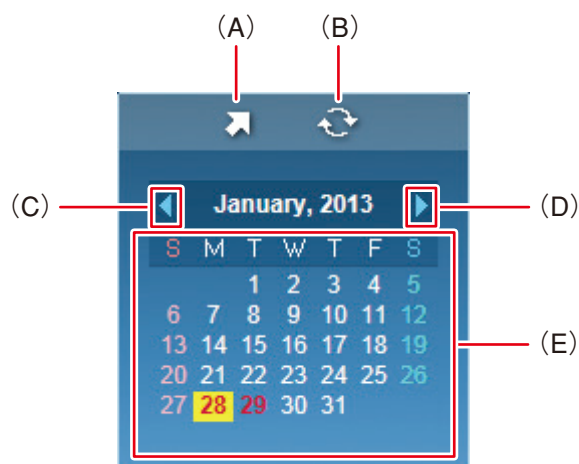 (A) (B)
(C) January, 2013 (D)
S M T W T F S
1 2 3 4 5
6 7 8 9 10 11 12
13 14 15 16 17 18 19 (E)
20 21 22 23 24 25 26
27 28 29 30 31